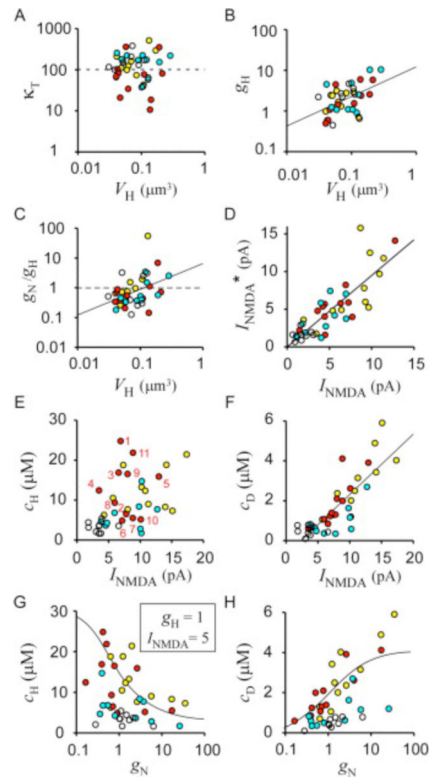 A
1000
100
10
1
κT
0.01
0.1
1
VH (μm³)
B
100
10
1
0.1
gH
0.01
0.1
1
VH (μm³)
C
100
10
1
0.1
0.01
gN/gH
0.01
0.1
1
VH (μm³)
D
15
10
5
0
INMDA* (pA)
0
5
10
15
INMDA (pA)
E
30
20
10
0
cH (μM)
1
11
3
9
4
5
8
2
7
10
6
0
5
10
15
20
INMDA (pA)
F
6
4
2
0
cD (μM)
0
5
10
15
20
INMDA (pA)
G
30
20
10
0
cH (μM)
gH = 1
INMDA = 5
0.1
1
10
100
gN
H
6
4
2
0
cD (μM)
0.1
1
10
100
gN